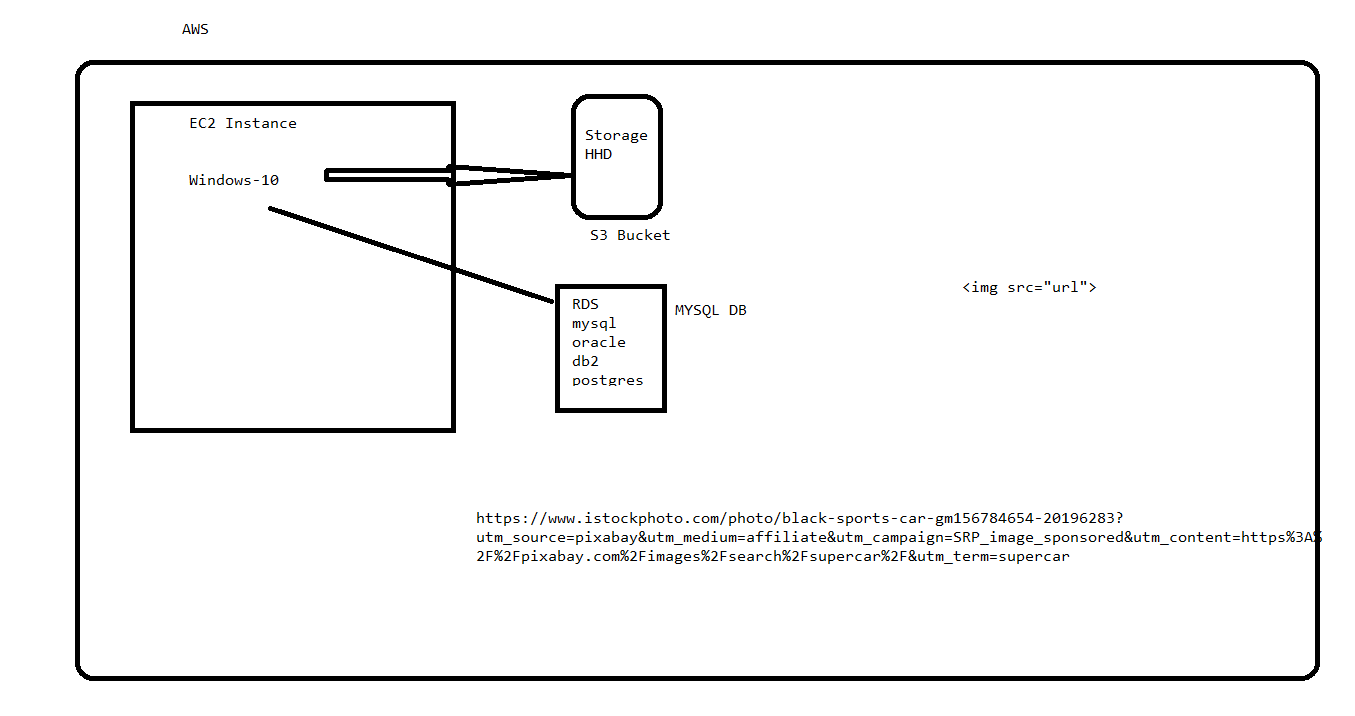 AWS
EC2 Instance
Windows-10
Storage
HHD
S3 Bucket
RDS
mysql
oracle
db2
postgres
MYSQL DB
<img src="url">
https://www.istockphoto.com/photo/black-sports-car-gm156784654-20196283?
utm_source=pixabay&utm_medium=affiliate&utm_campaign=SRP_image_sponsored&utm_content=https%3A%
2F%2Fpixabay.com%2Fimages%2Fsearch%2Fsupercar%2F&utm_term=supercar